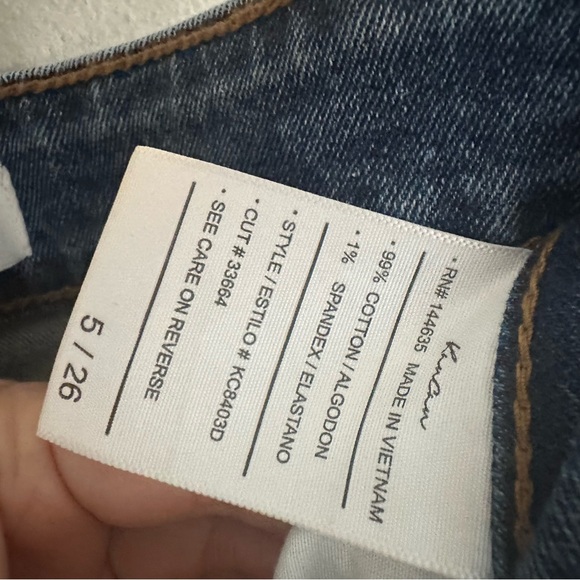 KanCan
· RN# 144635 MADE IN VIETNAM
· 99% COTTON / ALGODON
· 1% SPANDEX / ELASTANO
· STYLE / ESTILO # KC8403D
· CUT # 33664
· SEE CARE ON REVERSE
5 / 26